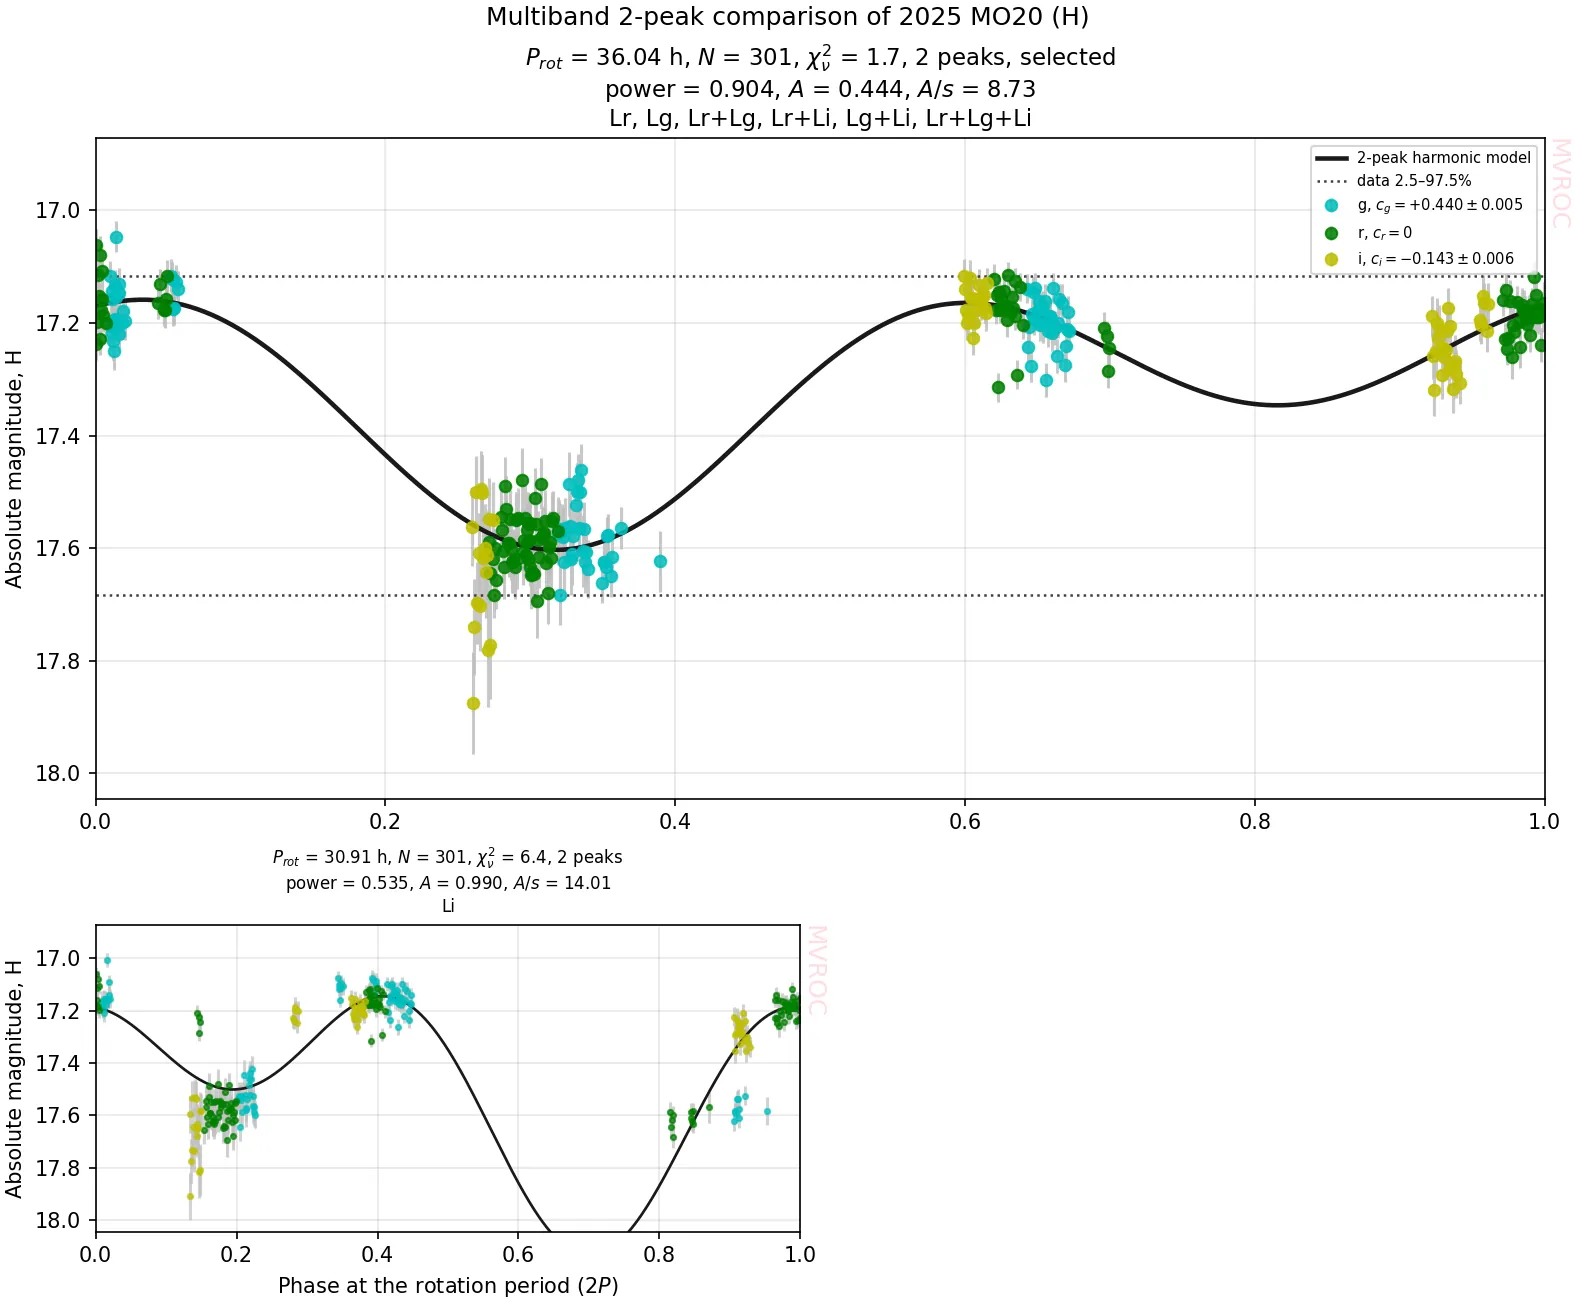 Multiband 2-peak comparison of 2025 MO20 (H)
P_rot = 36.04 h, N = 301, χ²_ν = 1.7, 2 peaks, selected
power = 0.904, A = 0.444, A/s = 8.73
Lr, Lg, Lr+Lg, Lr+Li, Lg+Li, Lr+Lg+Li
2-peak harmonic model
data 2.5–97.5%
g, c_g = +0.440 ± 0.005
r, c_r = 0
i, c_i = −0.143 ± 0.006
MVROC
Absolute magnitude, H
17.0
17.2
17.4
17.6
17.8
18.0
0.0 0.2 0.4 0.6 0.8 1.0
P_rot = 30.91 h, N = 301, χ²_ν = 6.4, 2 peaks
power = 0.535, A = 0.990, A/s = 14.01
Li
MVROC
Absolute magnitude, H
17.0
17.2
17.4
17.6
17.8
18.0
0.0 0.2 0.4 0.6 0.8 1.0
Phase at the rotation period (2P)